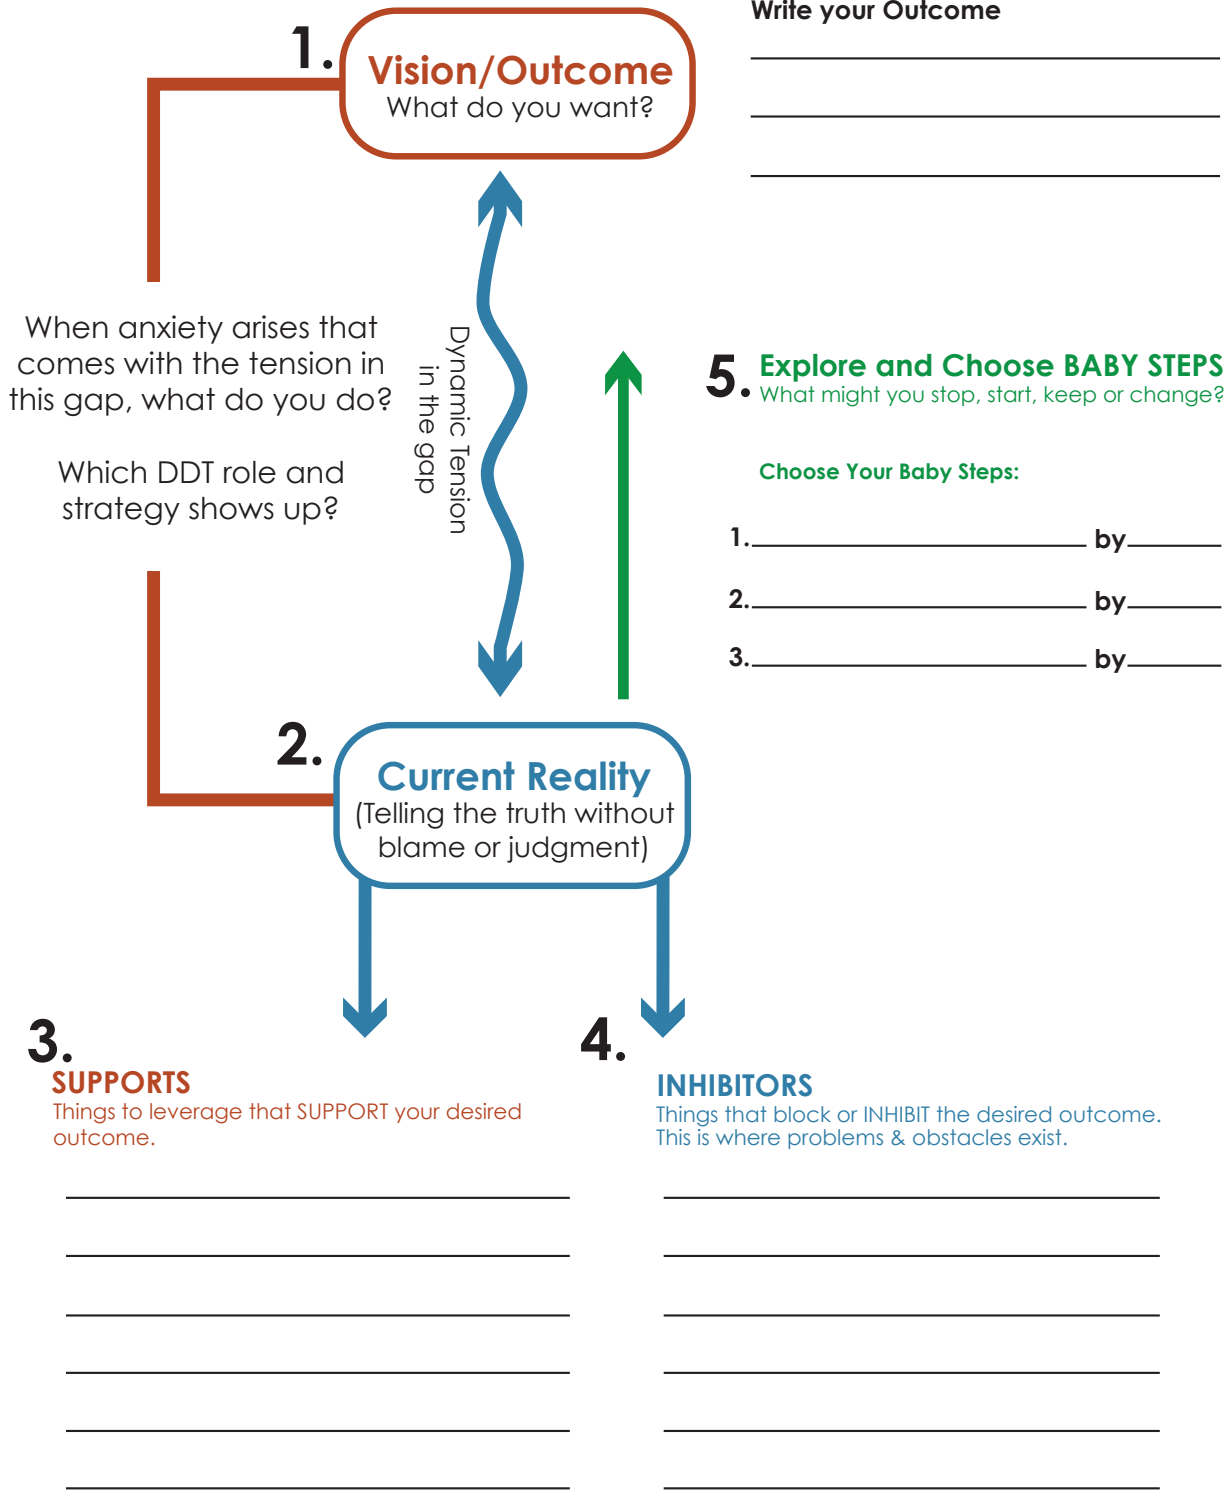 Write your Outcome
1.
Vision/Outcome
What do you want?
When anxiety arises that
comes with the tension in
this gap, what do you do?
Which DDT role and
strategy shows up?
Dynamic Tension
in the gap
5.
Explore and Choose BABY STEPS
What might you stop, start, keep or change?
Choose Your Baby Steps:
1. by
2. by
3. by
2.
Current Reality
(Telling the truth without
blame or judgment)
3.
SUPPORTS
Things to leverage that SUPPORT your desired
outcome.
4.
INHIBITORS
Things that block or INHIBIT the desired outcome.
This is where problems & obstacles exist.